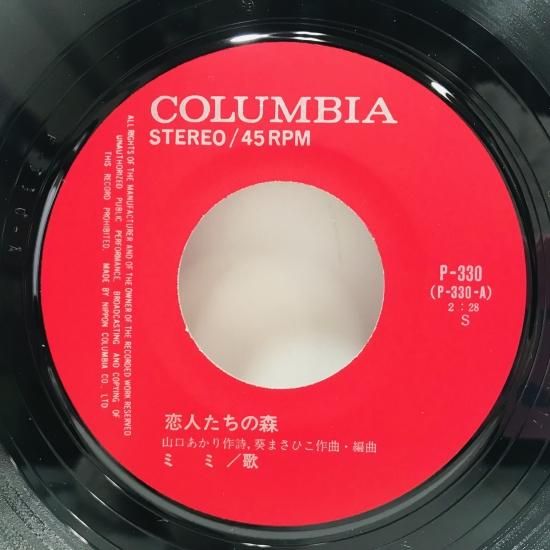 COLUMBIA
STEREO/45RPM
ALL RIGHTS OF THE MANUFACTURER AND OF THE OWNER OF THE RECORDED WORK RESERVED
UNAUTHORIZED PUBLIC PERFORMANCE, BROADCASTING AND COPYING OF
THIS RECORD PROHIBITED. MADE BY NIPPON COLUMBIA CO., LTD
P-330
(P-330-A)
2:28
S
恋人たちの森
山口あかり作詩,葵まさひこ作曲・編曲
ミ ミ/歌